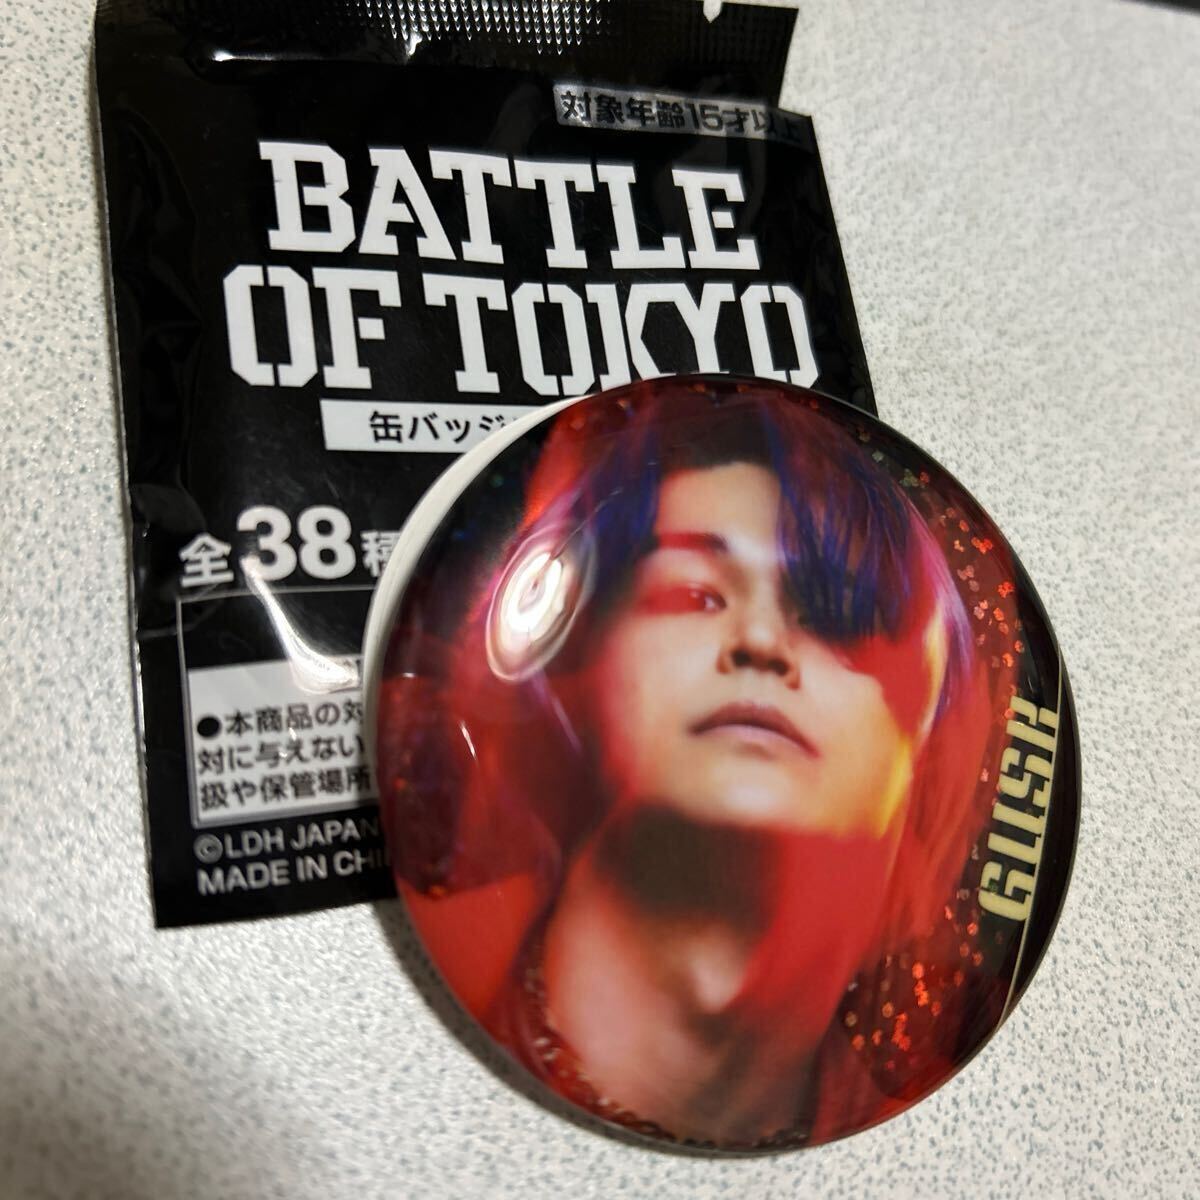 対象年齢15才以上
BATTLE
OF TOKYO
缶バッジ
全38種
●本商品の対
対に与えない
扱や保管場所
©LDH JAPAN
MADE IN CHI
GUSK